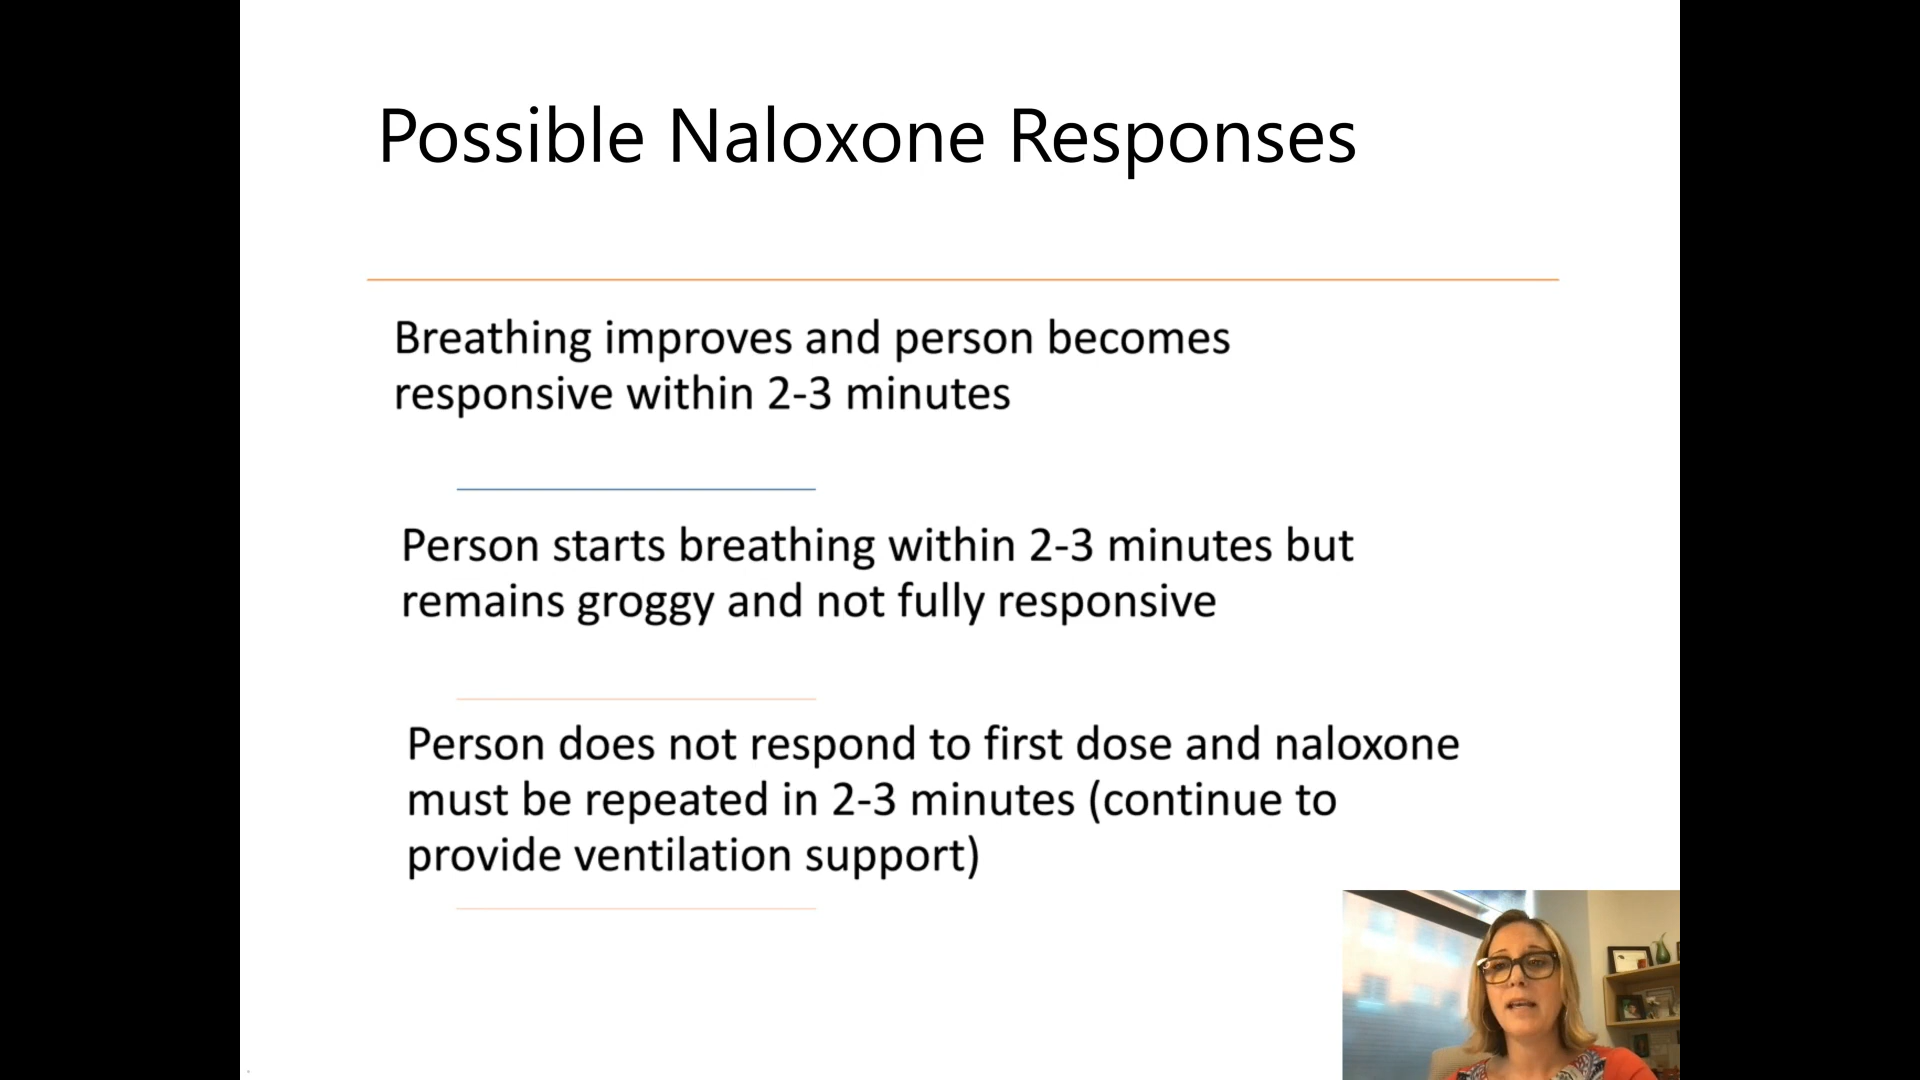 Possible Naloxone Responses
Breathing improves and person becomes
responsive within 2-3 minutes
Person starts breathing within 2-3 minutes but
remains groggy and not fully responsive
Person does not respond to first dose and naloxone
must be repeated in 2-3 minutes (continue to
provide ventilation support)